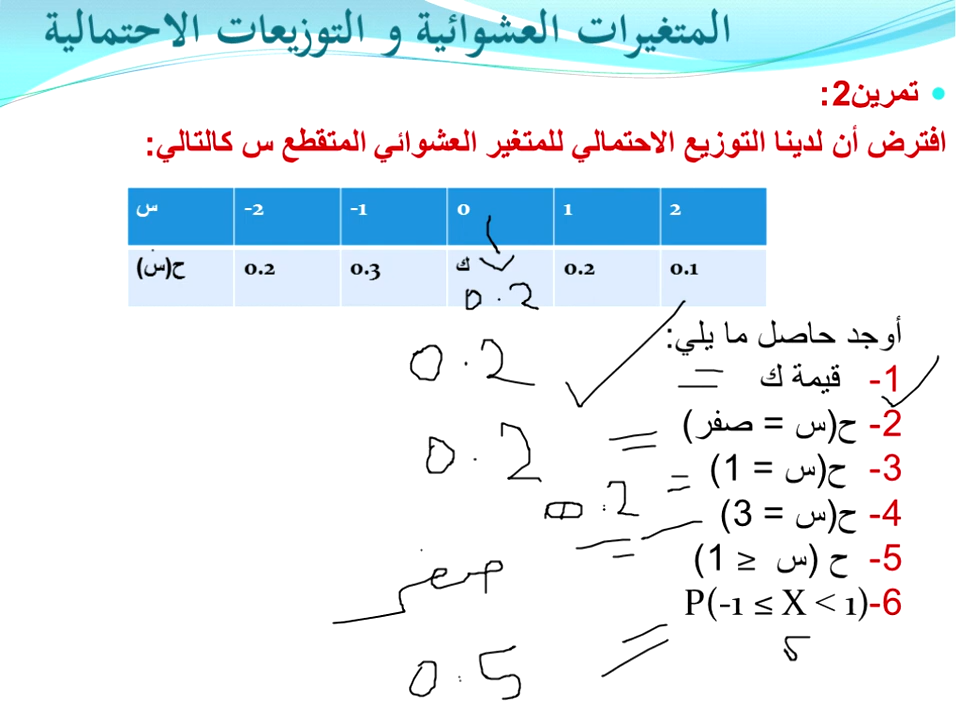 المتغيرات العشوائية و التوزيعات الاحتمالية
• تمرين2:
افترض أن لدينا التوزيع الاحتمالي للمتغير العشوائي المتقطع س كالتالي:
س -2 -1 0 1 2
ح(س) 0.2 0.3 ك 0.2 0.1
0.2
أوجد حاصل ما يلي:
1- قيمة ك = 0.2
2- ح(س = صفر) = 0.2
3- ح(س = 1) = 0.2
4- ح(س = 3) =
5- ح (س ≤ 1) =
6- P(-1 ≤ X < 1)
= 0.5